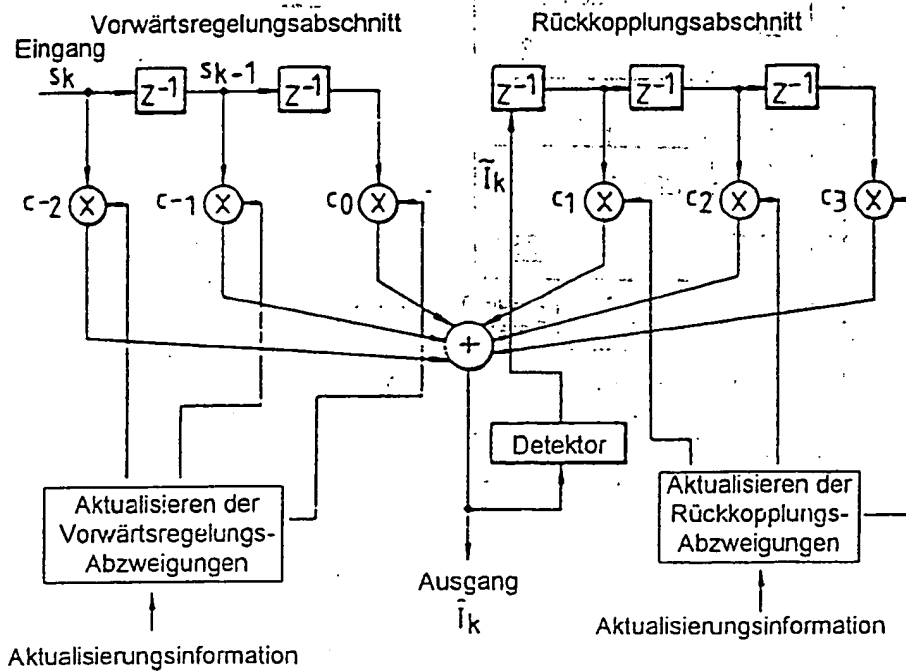 Vorwärtsregelungsabschnitt
Rückkopplungsabschnitt
Eingang
Sk
Z⁻¹
Sk-1
Z⁻¹
Z⁻¹
Z⁻¹
Z⁻¹
Ĩk
c-2
X
c-1
X
c0
X
c1
X
c2
X
c3
X
+
Detektor
Aktualisieren der
Vorwärtsregelungs-
Abzweigungen
Aktualisieren der
Rückkopplungs-
Abzweigungen
Ausgang
Îk
Aktualisierungsinformation
Aktualisierungsinformation